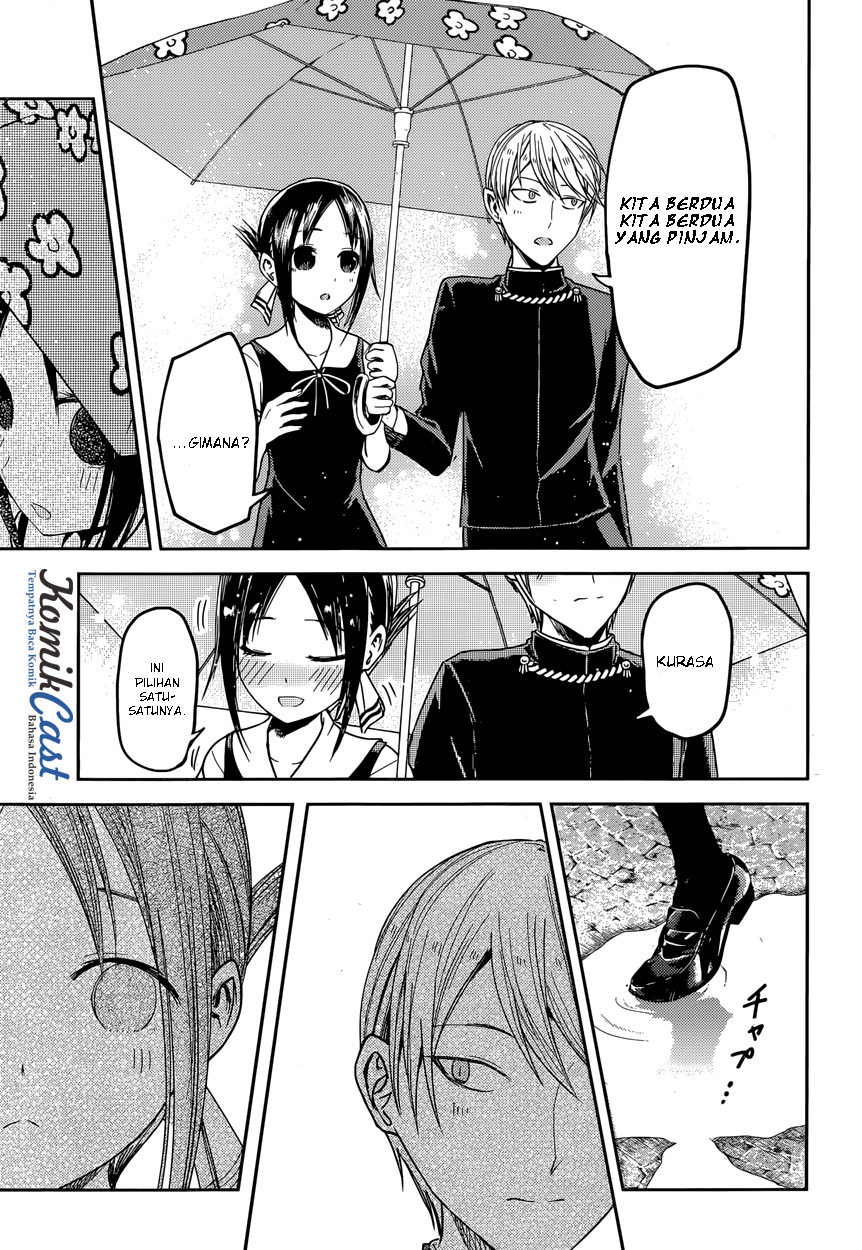 KITA BERDUA
KITA BERDUA
YANG PINJAM.
...GIMANA?
KURASA
INI
PILIHAN
SATU-
SATUNYA.
KomikCast
Tempatnya Baca Komik Bahasa Indonesia
チャペ...